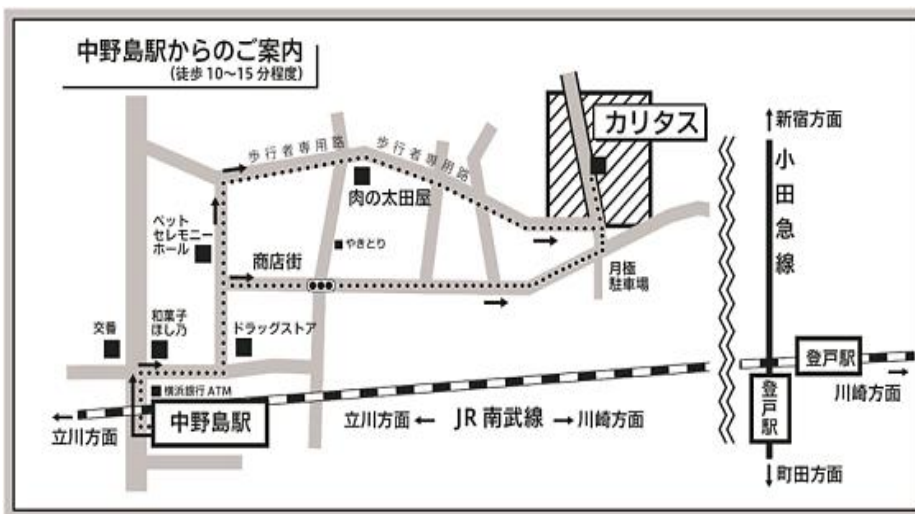 中野島駅からのご案内
(徒歩10〜15分程度)
歩行者専用路
歩行者専用路
カリタス
新宿方面
小田急線
肉の太田屋
ペット
セレモニー
ホール
やきとり
商店街
月極
駐車場
交番
和菓子
ほし乃
ドラッグストア
横浜銀行ATM
中野島駅
立川方面
立川方面←
JR南武線
→川崎方面
登戸駅
登戸駅
川崎方面
町田方面